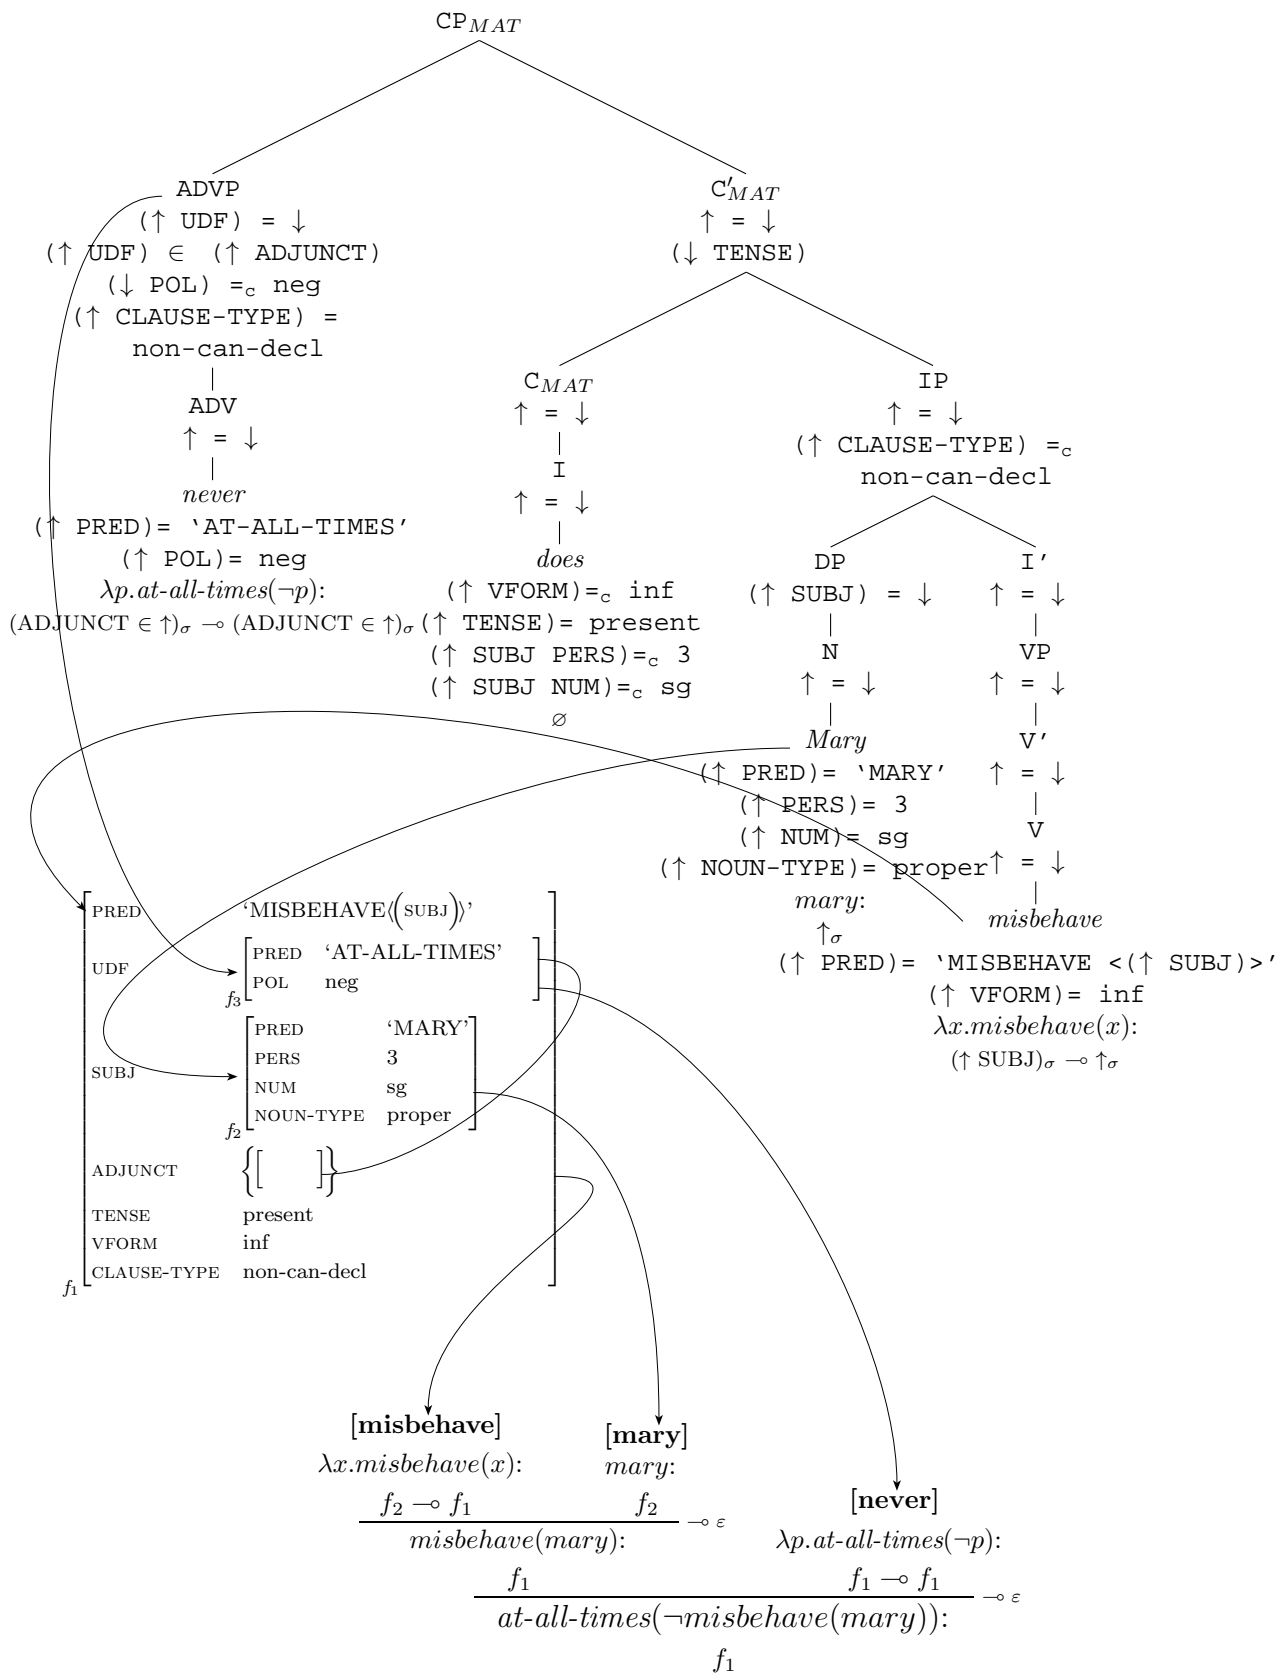 CP_MAT
ADVP
(↑ UDF) = ↓
(↑ UDF) ∈ (↑ ADJUNCT)
(↓ POL) =c neg
(↑ CLAUSE-TYPE) =
non-can-decl
ADV
↑ = ↓
never
(↑ PRED)= ‘AT-ALL-TIMES’
(↑ POL)= neg
λp.at-all-times(¬p):
(ADJUNCT ∈ ↑)σ ⊸ (ADJUNCT ∈ ↑)σ
C′_MAT
↑ = ↓
(↓ TENSE)
C_MAT
↑ = ↓
I
↑ = ↓
does
(↑ VFORM)=c inf
(↑ TENSE)= present
(↑ SUBJ PERS)=c 3
(↑ SUBJ NUM)=c sg
∅
IP
↑ = ↓
(↑ CLAUSE-TYPE) =c
non-can-decl
DP
(↑ SUBJ) = ↓
N
↑ = ↓
Mary
(↑ PRED)= ‘MARY’
(↑ PERS)= 3
(↑ NUM)= sg
(↑ NOUN-TYPE)= proper
mary:
↑σ
I’
↑ = ↓
VP
↑ = ↓
V’
↑ = ↓
V
↑ = ↓
misbehave
(↑ PRED)= ‘MISBEHAVE <(↑ SUBJ)>’
(↑ VFORM)= inf
λx.misbehave(x):
(↑ SUBJ)σ ⊸ ↑σ
PRED ‘MISBEHAVE⟨(SUBJ)⟩’
UDF
PRED ‘AT-ALL-TIMES’
POL neg
f3
SUBJ
PRED ‘MARY’
PERS 3
NUM sg
NOUN-TYPE proper
f2
ADJUNCT {[ ]}
TENSE present
VFORM inf
CLAUSE-TYPE non-can-decl
f1
[misbehave]
λx.misbehave(x):
f2 ⊸ f1
[mary]
mary:
f2
⊸ ε
misbehave(mary):
f1
[never]
λp.at-all-times(¬p):
f1 ⊸ f1
⊸ ε
at-all-times(¬misbehave(mary)):
f1